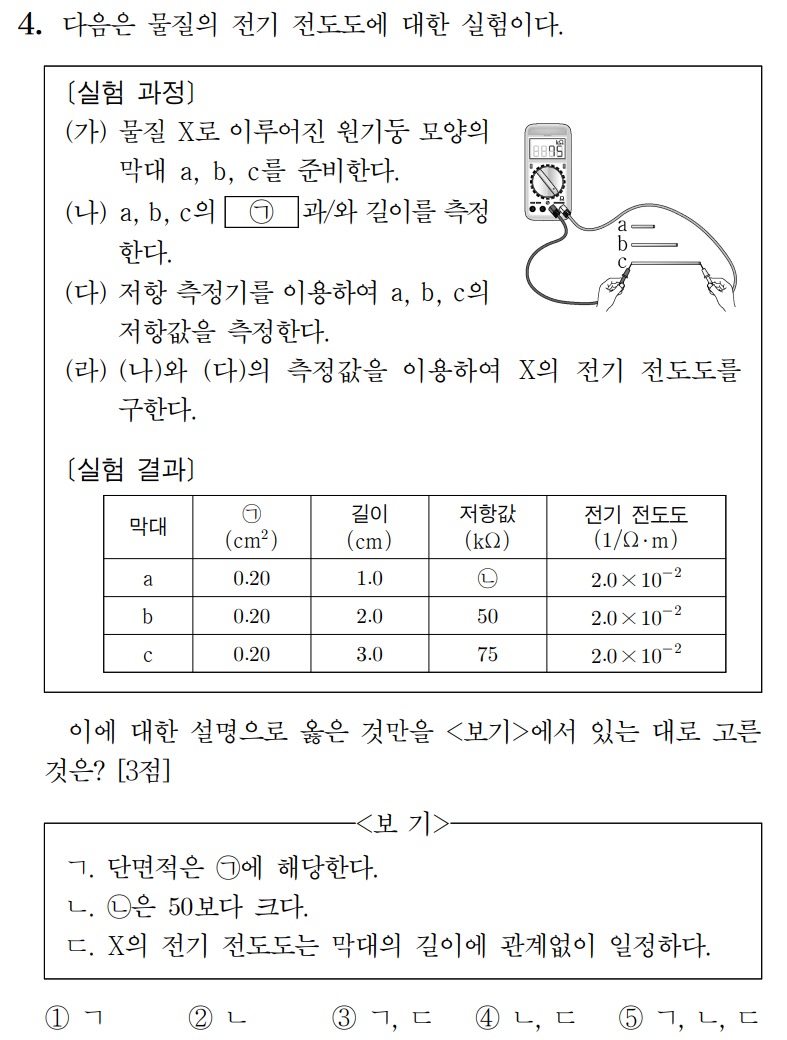 4. 다음은 물질의 전기 전도도에 대한 실험이다.
〔실험 과정〕
(가) 물질 X로 이루어진 원기둥 모양의
막대 a, b, c를 준비한다.
(나) a, b, c의 ㉠ 과/와 길이를 측정
한다.
(다) 저항 측정기를 이용하여 a, b, c의
저항값을 측정한다.
(라) (나)와 (다)의 측정값을 이용하여 X의 전기 전도도를
구한다.
75
kΩ
a
b
c
〔실험 결과〕
막대 ㉠ (cm²) 길이 (cm) 저항값 (kΩ) 전기 전도도 (1/Ω·m)
a 0.20 1.0 ㉡ 2.0×10⁻²
b 0.20 2.0 50 2.0×10⁻²
c 0.20 3.0 75 2.0×10⁻²
이에 대한 설명으로 옳은 것만을 <보기>에서 있는 대로 고른
것은? [3점]
<보 기>
ㄱ. 단면적은 ㉠에 해당한다.
ㄴ. ㉡은 50보다 크다.
ㄷ. X의 전기 전도도는 막대의 길이에 관계없이 일정하다.
① ㄱ ② ㄴ ③ ㄱ, ㄷ ④ ㄴ, ㄷ ⑤ ㄱ, ㄴ, ㄷ